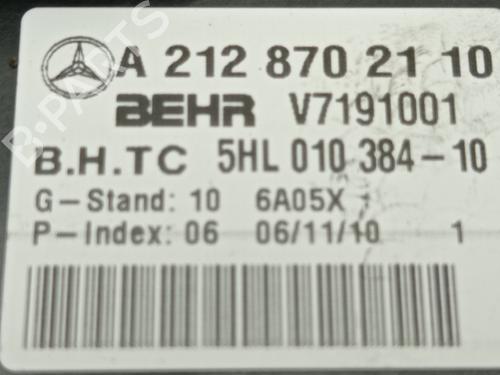 A 212 870 21 10
BEHR V7191001
B.H.TC 5HL 010 384-10
G-Stand: 10 6A05X
P-Index: 06 06/11/10 1
B-PARTS